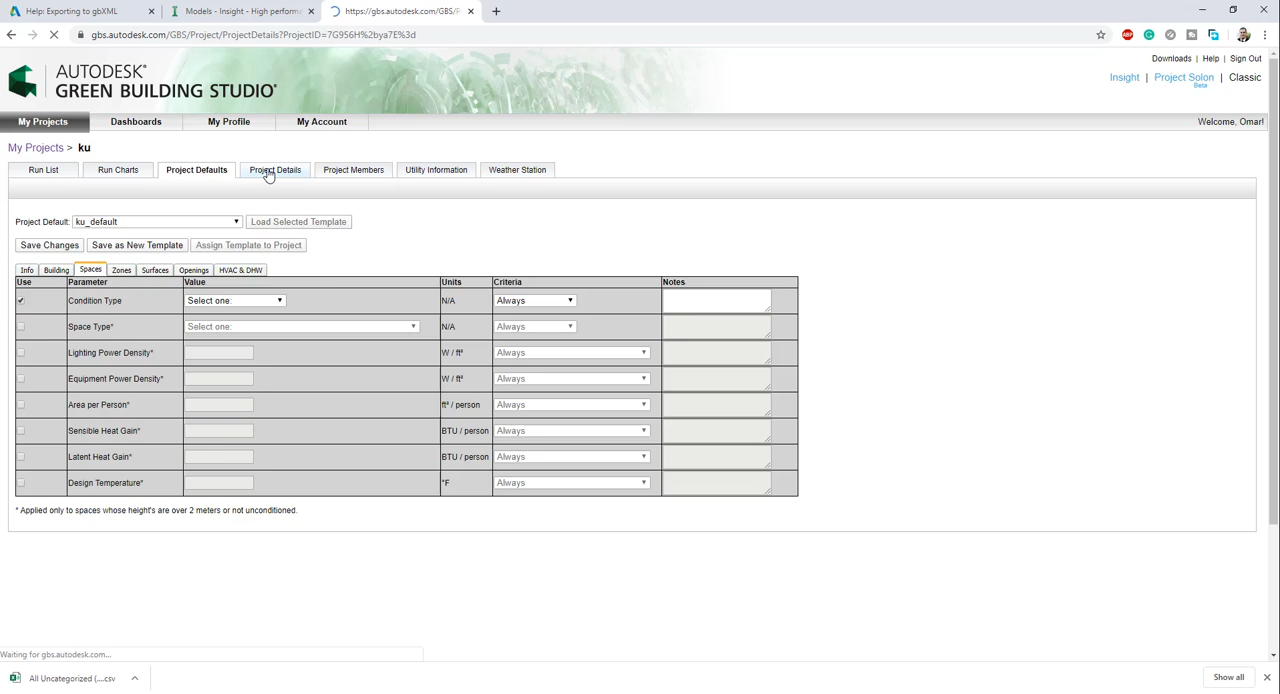 Help: Exporting to gbXML
Models - Insight - High perform
https://gbs.autodesk.com/GBS/P
gbs.autodesk.com/GBS/Project/ProjectDetails?ProjectID=7G956H%2bya7E%3d
Downloads | Help | Sign Out
AUTODESK®
GREEN BUILDING STUDIO®
Insight | Project Solon | Classic
Beta
My Projects Dashboards My Profile My Account Welcome, Omar!
My Projects > ku
Run List Run Charts Project Defaults Project Details Project Members Utility Information Weather Station
Project Default: ku_default Load Selected Template
Save Changes Save as New Template Assign Template to Project
Info Building Spaces Zones Surfaces Openings HVAC & DHW
Use Parameter Value Units Criteria Notes
Condition Type Select one: N/A Always
Space Type* Select one: N/A Always
Lighting Power Density* W / ft² Always
Equipment Power Density* W / ft² Always
Area per Person* ft² / person Always
Sensible Heat Gain* BTU / person Always
Latent Heat Gain* BTU / person Always
Design Temperature* °F Always
* Applied only to spaces whose height's are over 2 meters or not unconditioned.
Waiting for gbs.autodesk.com...
All Uncategorized (....csv
Show all